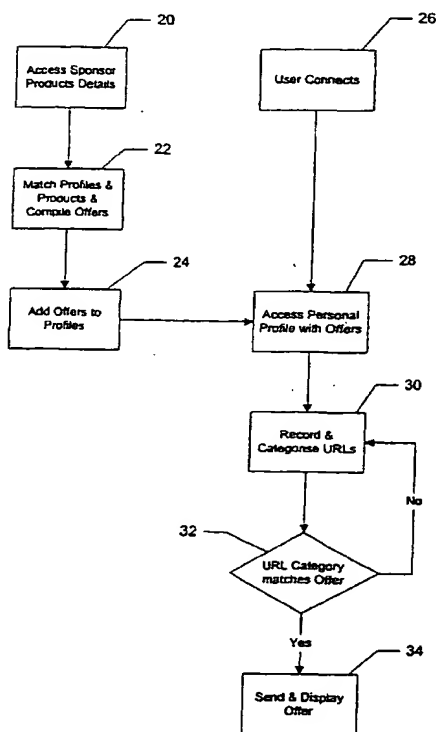 20
Access Sponsor
Products Details
26
User Connects
22
Match Profiles &
Products &
Compile Offers
24
Add Offers to
Profiles
28
Access Personal
Profile with Offers
30
Record &
Categorise URLs
No
32
URL Category
matches Offer
Yes
34
Send & Display
Offer